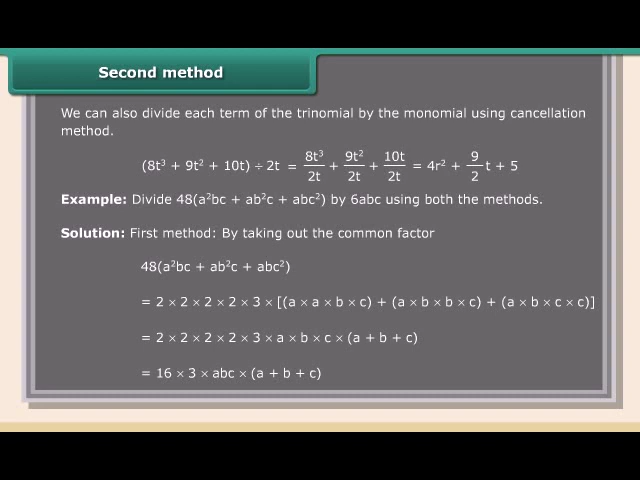 Second method
We can also divide each term of the trinomial by the monomial using cancellation
method.
(8t³ + 9t² + 10t) ÷ 2t = 8t³/2t + 9t²/2t + 10t/2t = 4r² + 9/2 t + 5
Example: Divide 48(a²bc + ab²c + abc²) by 6abc using both the methods.
Solution: First method: By taking out the common factor
48(a²bc + ab²c + abc²)
= 2 × 2 × 2 × 2 × 3 × [(a × a × b × c) + (a × b × b × c) + (a × b × c × c)]
= 2 × 2 × 2 × 2 × 3 × a × b × c × (a + b + c)
= 16 × 3 × abc × (a + b + c)